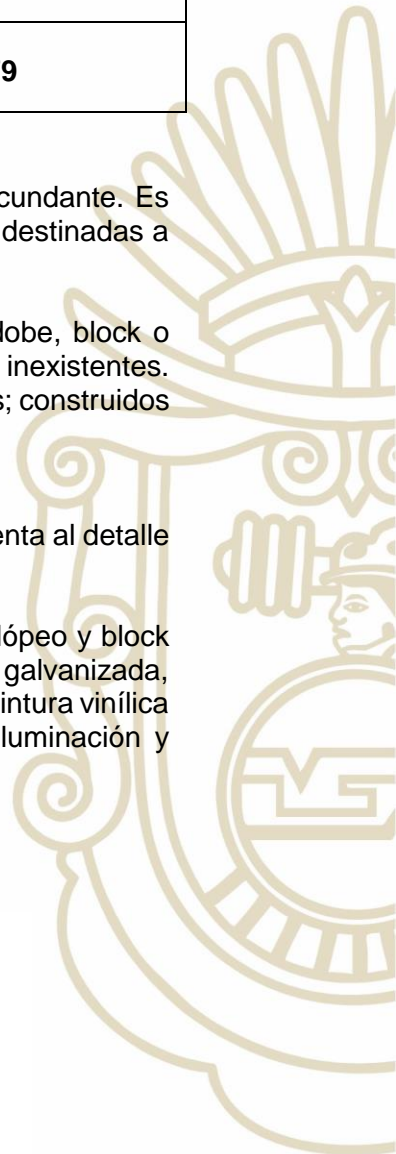 9
cundante. Es
destinadas a
dobe, block o
inexistentes.
s; construidos
enta al detalle
lópeo y block
galvanizada,
intura vinílica
luminación y